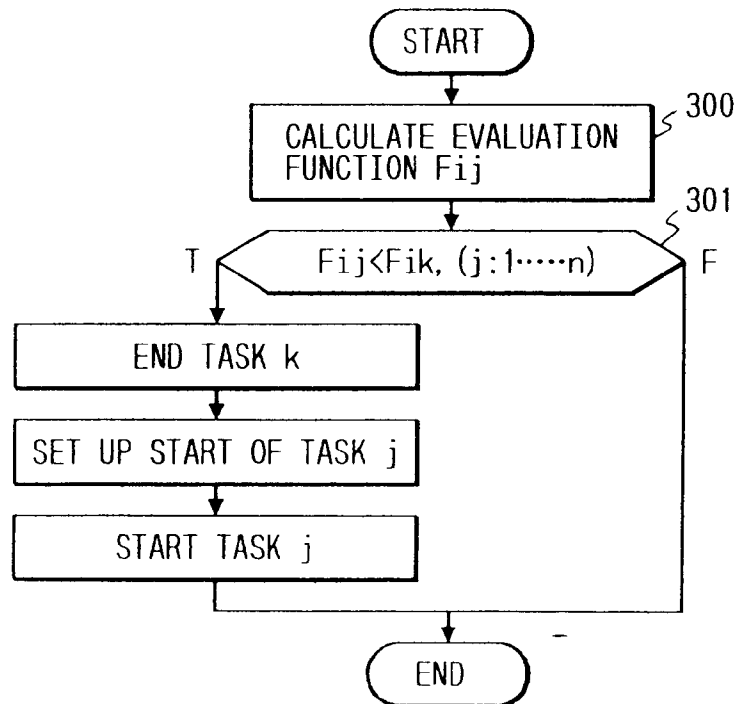 START
300
CALCULATE EVALUATION
FUNCTION Fij
301
T
Fij<Fik, (j:1·····n)
F
END TASK k
SET UP START OF TASK j
START TASK j
END